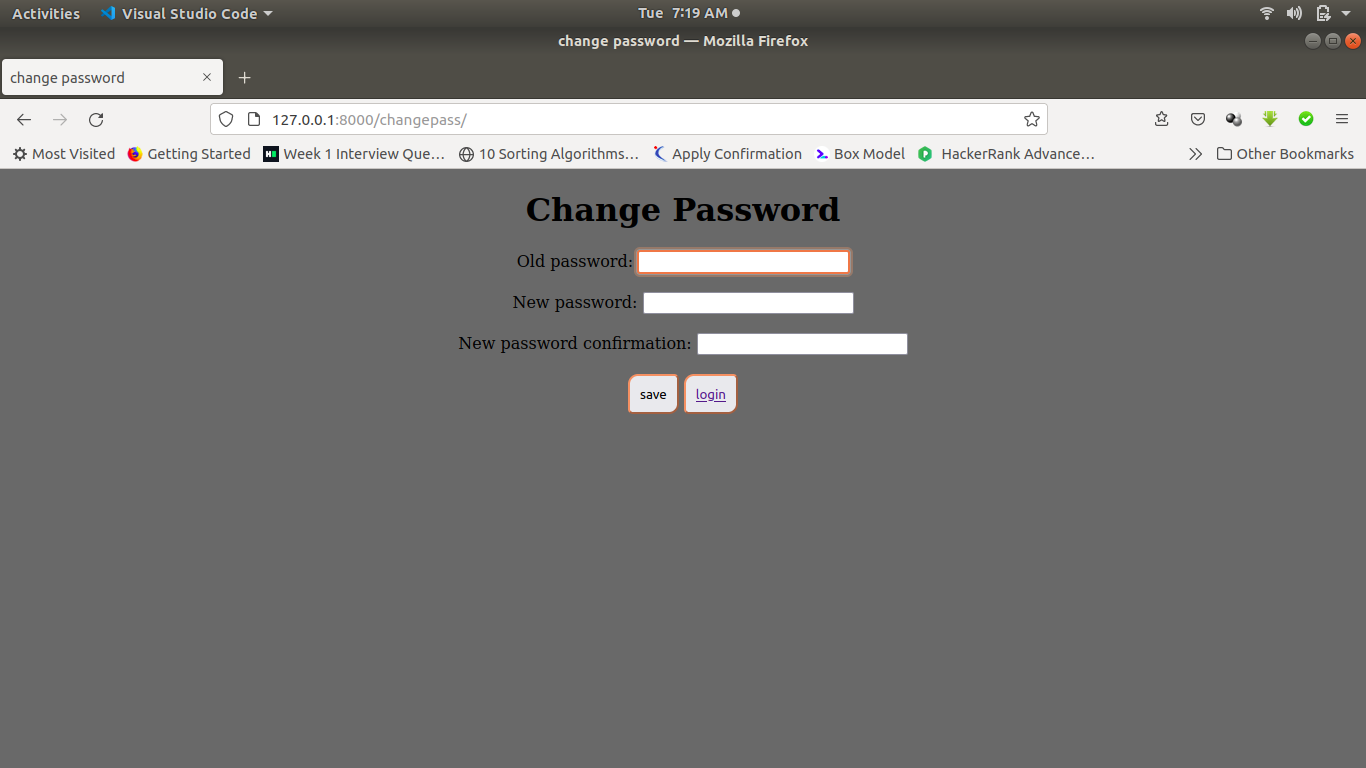 Activities Visual Studio Code Tue 7:19 AM
change password — Mozilla Firefox
change password
127.0.0.1:8000/changepass/
Most Visited Getting Started Week 1 Interview Que… 10 Sorting Algorithms… Apply Confirmation Box Model HackerRank Advance… Other Bookmarks
Change Password
Old password:
New password:
New password confirmation:
save login